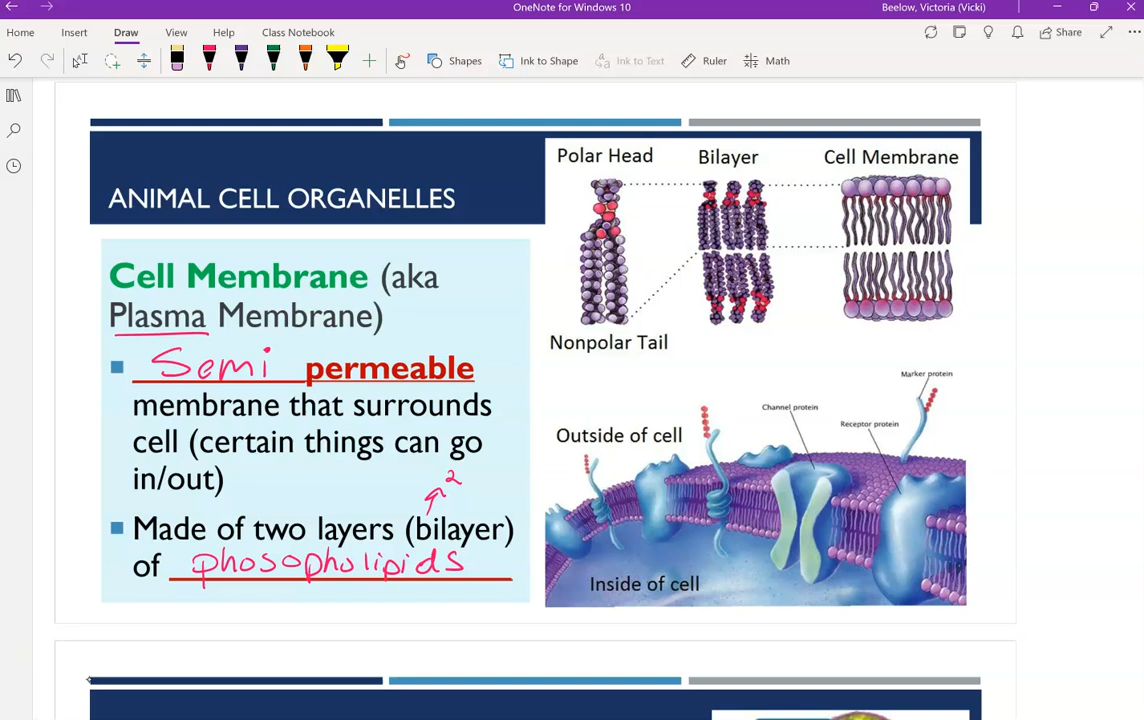 OneNote for Windows 10
Beelow, Victoria (Vicki)
Home Insert Draw View Help Class Notebook
Share
Shapes Ink to Shape Ink to Text Ruler Math
ANIMAL CELL ORGANELLES
Cell Membrane (aka
Plasma Membrane)
Semi permeable
membrane that surrounds
cell (certain things can go
in/out)
2
Made of two layers (bilayer)
of phosopholipids
Polar Head Bilayer Cell Membrane
Nonpolar Tail
Marker protein
Channel protein
Receptor protein
Outside of cell
Inside of cell